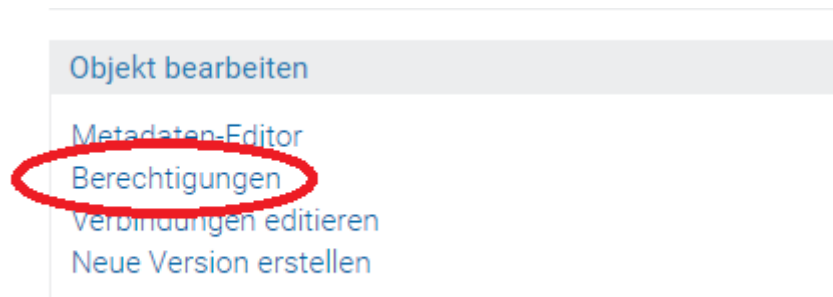 Objekt bearbeiten
Metadaten-Editor
Berechtigungen
Verbindungen editieren
Neue Version erstellen